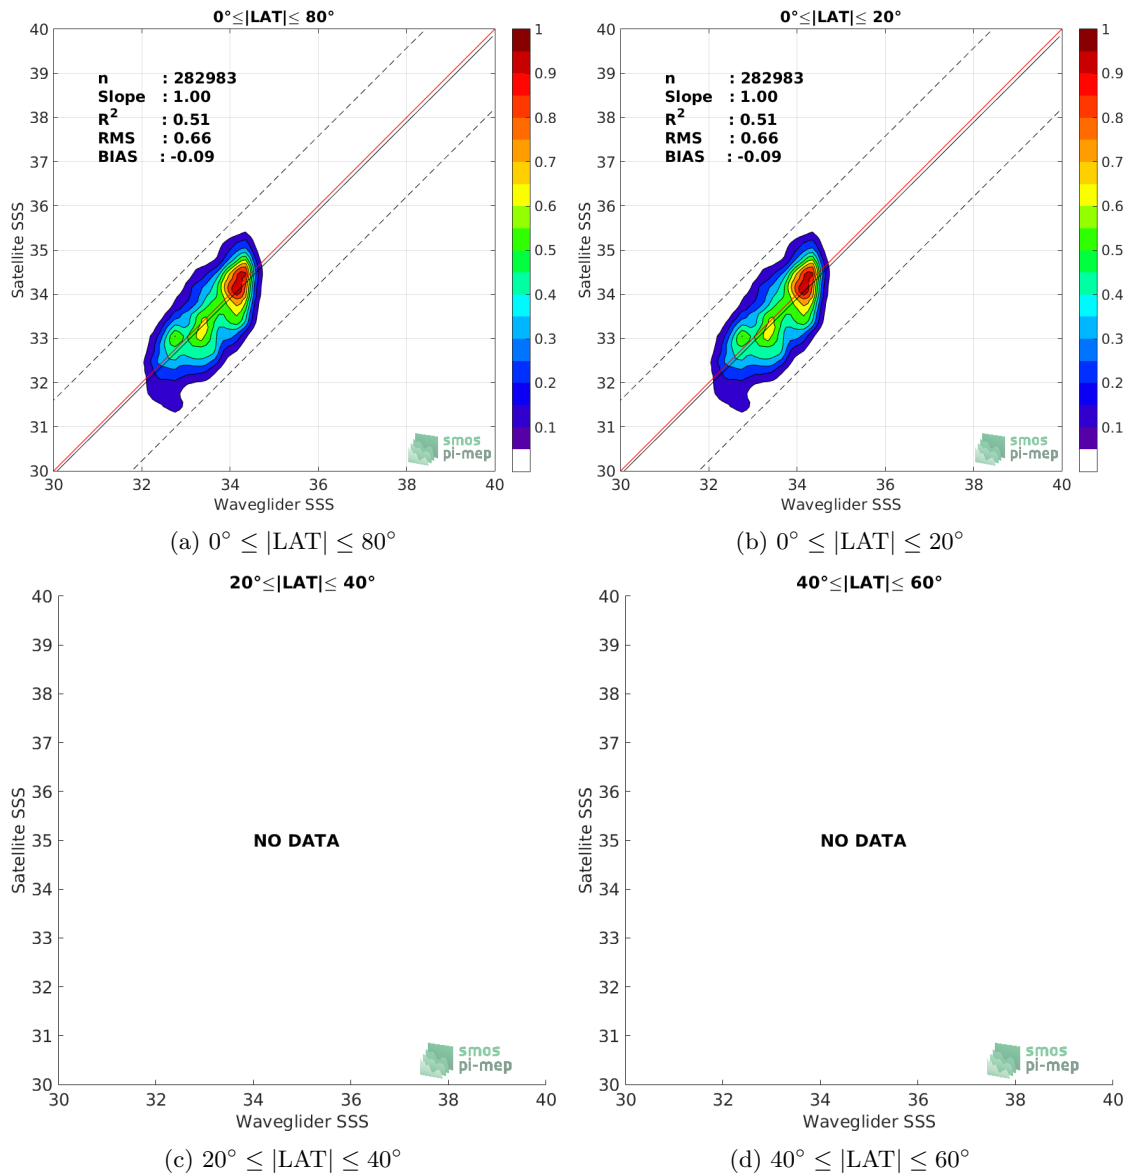 0°≤|LAT|≤ 80°
40
39
38
37
36
35
34
33
32
31
30
Satellite SSS
n : 282983
Slope : 1.00
R2 : 0.51
RMS : 0.66
BIAS : -0.09
1
0.9
0.8
0.7
0.6
0.5
0.4
0.3
0.2
0.1
smos
pi-mep
30 32 34 36 38 40
Waveglider SSS
(a) 0° ≤ |LAT| ≤ 80°
0°≤|LAT|≤ 20°
40
39
38
37
36
35
34
33
32
31
30
Satellite SSS
n : 282983
Slope : 1.00
R2 : 0.51
RMS : 0.66
BIAS : -0.09
1
0.9
0.8
0.7
0.6
0.5
0.4
0.3
0.2
0.1
smos
pi-mep
30 32 34 36 38 40
Waveglider SSS
(b) 0° ≤ |LAT| ≤ 20°
20°≤|LAT|≤ 40°
40
39
38
37
36
35
34
33
32
31
30
Satellite SSS
NO DATA
smos
pi-mep
30 32 34 36 38 40
Waveglider SSS
(c) 20° ≤ |LAT| ≤ 40°
40°≤|LAT|≤ 60°
40
39
38
37
36
35
34
33
32
31
30
Satellite SSS
NO DATA
smos
pi-mep
30 32 34 36 38 40
Waveglider SSS
(d) 40° ≤ |LAT| ≤ 60°